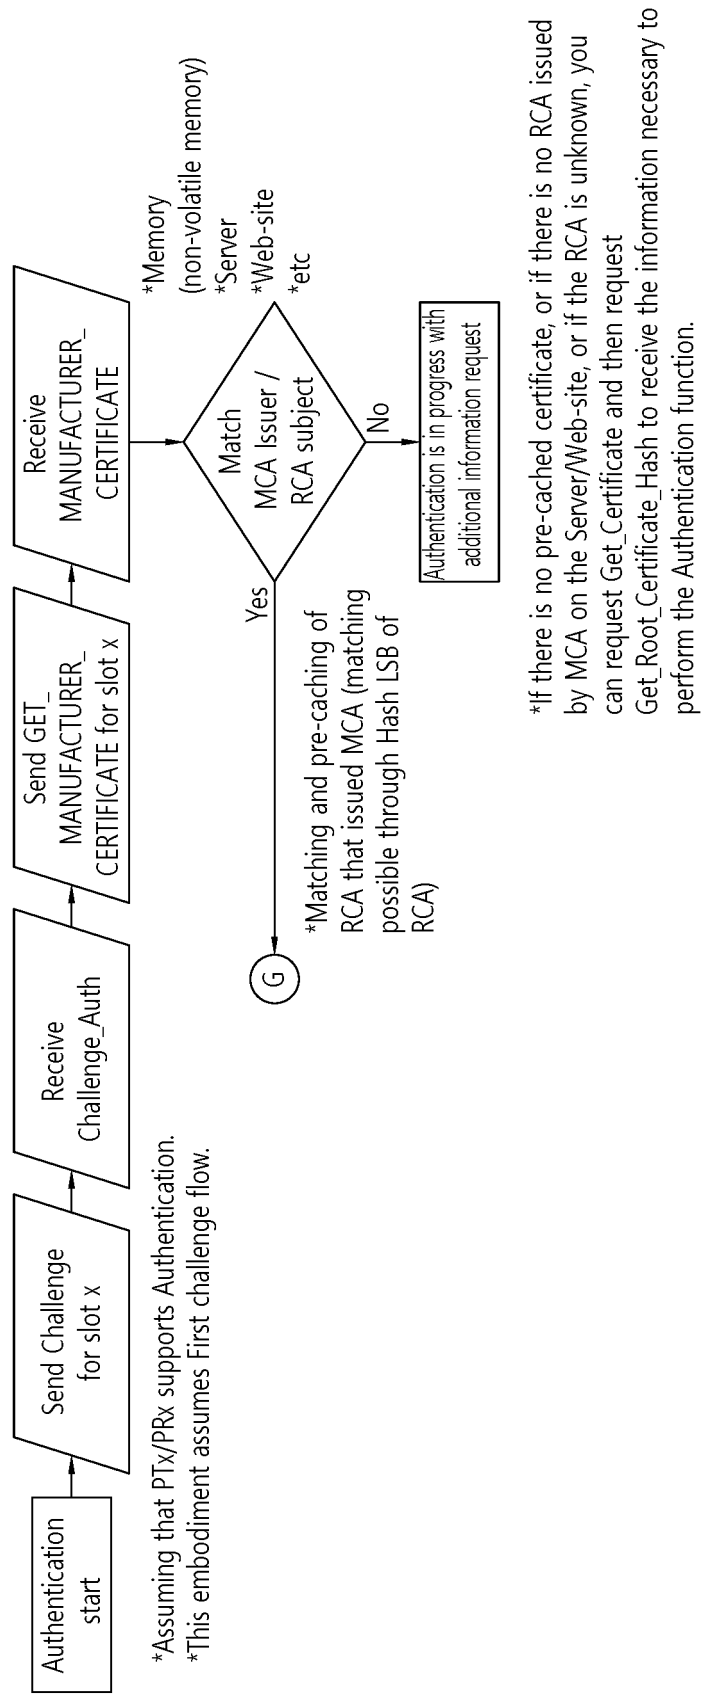 Authentication
start
Send Challenge
for slot x
Receive
Challenge_Auth
Send GET_
MANUFACTURER_
CERTIFICATE for slot x
Receive
MANUFACTURER_
CERTIFICATE
*Assuming that PTx/PRx supports Authentication.
*This embodiment assumes First challenge flow.
*Memory
(non-volatile memory)
*Server
*Web-site
*etc
Match
MCA Issuer /
RCA subject
Yes
No
G
*Matching and pre-caching of
RCA that issued MCA (matching
possible through Hash LSB of
RCA)
Authentication is in progress with
additional information request
*If there is no pre-cached certificate, or if there is no RCA issued
by MCA on the Server/Web-site, or if the RCA is unknown, you
can request Get_Certificate and then request
Get_Root_Certificate_Hash to receive the information necessary to
perform the Authentication function.